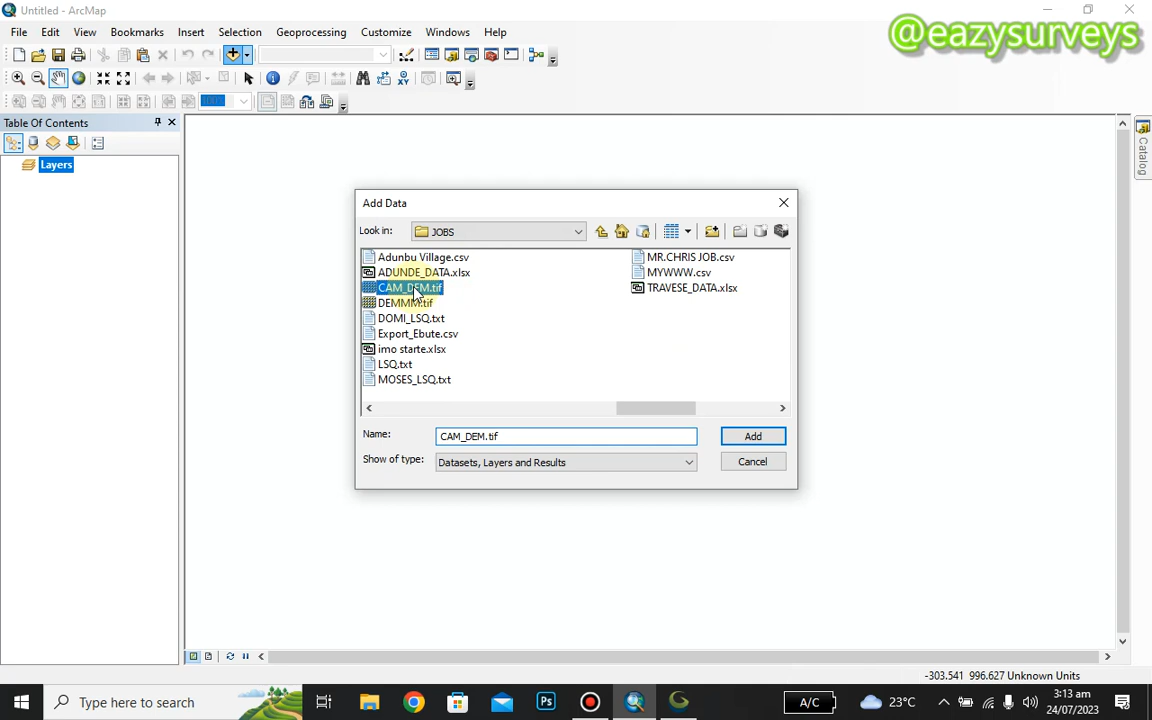 Untitled - ArcMap
@eazysurveys
File Edit View Bookmarks Insert Selection Geoprocessing Customize Windows Help
100%
Table Of Contents
Layers
Catalog
Add Data
Look in: JOBS
Adunbu Village.csv
ADUNDE_DATA.xlsx
CAM_DEM.tif
DEMMM.tif
DOMI_LSQ.txt
Export_Ebute.csv
imo starte.xlsx
LSQ.txt
MOSES_LSQ.txt
MR.CHRIS JOB.csv
MYWWW.csv
TRAVESE_DATA.xlsx
Name: CAM_DEM.tif Add
Show of type: Datasets, Layers and Results Cancel
-303.541 996.627 Unknown Units
Type here to search
Ps
A/C
23°C
3:13 am
24/07/2023